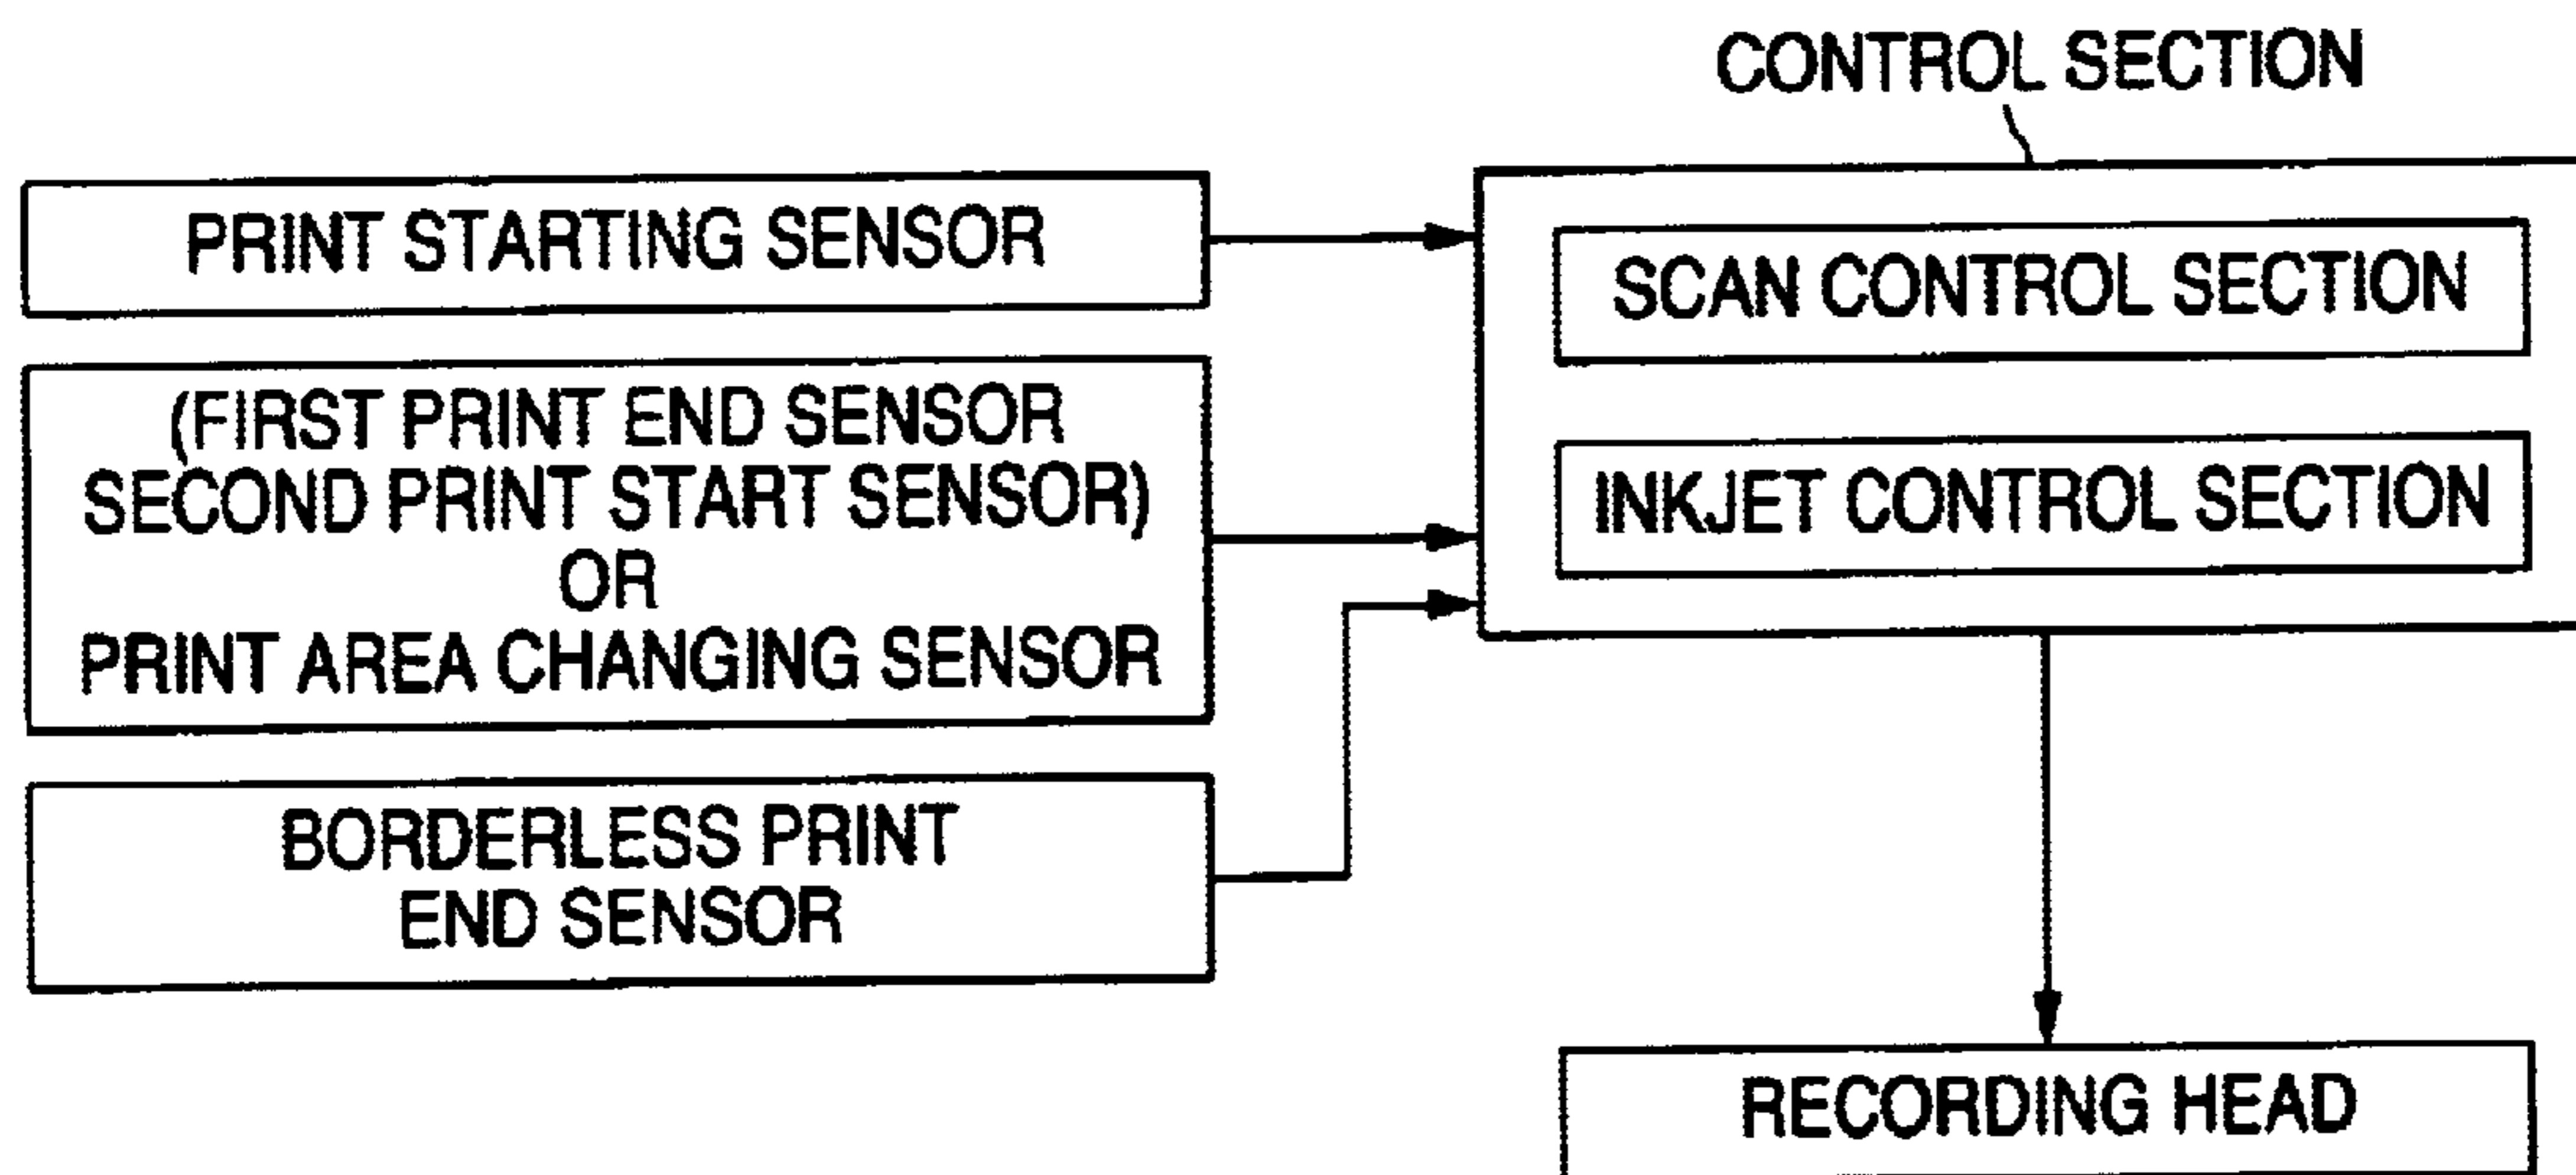 CONTROL SECTION
PRINT STARTING SENSOR
SCAN CONTROL SECTION
(FIRST PRINT END SENSOR
SECOND PRINT START SENSOR)
OR
PRINT AREA CHANGING SENSOR
INKJET CONTROL SECTION
BORDERLESS PRINT
END SENSOR
RECORDING HEAD